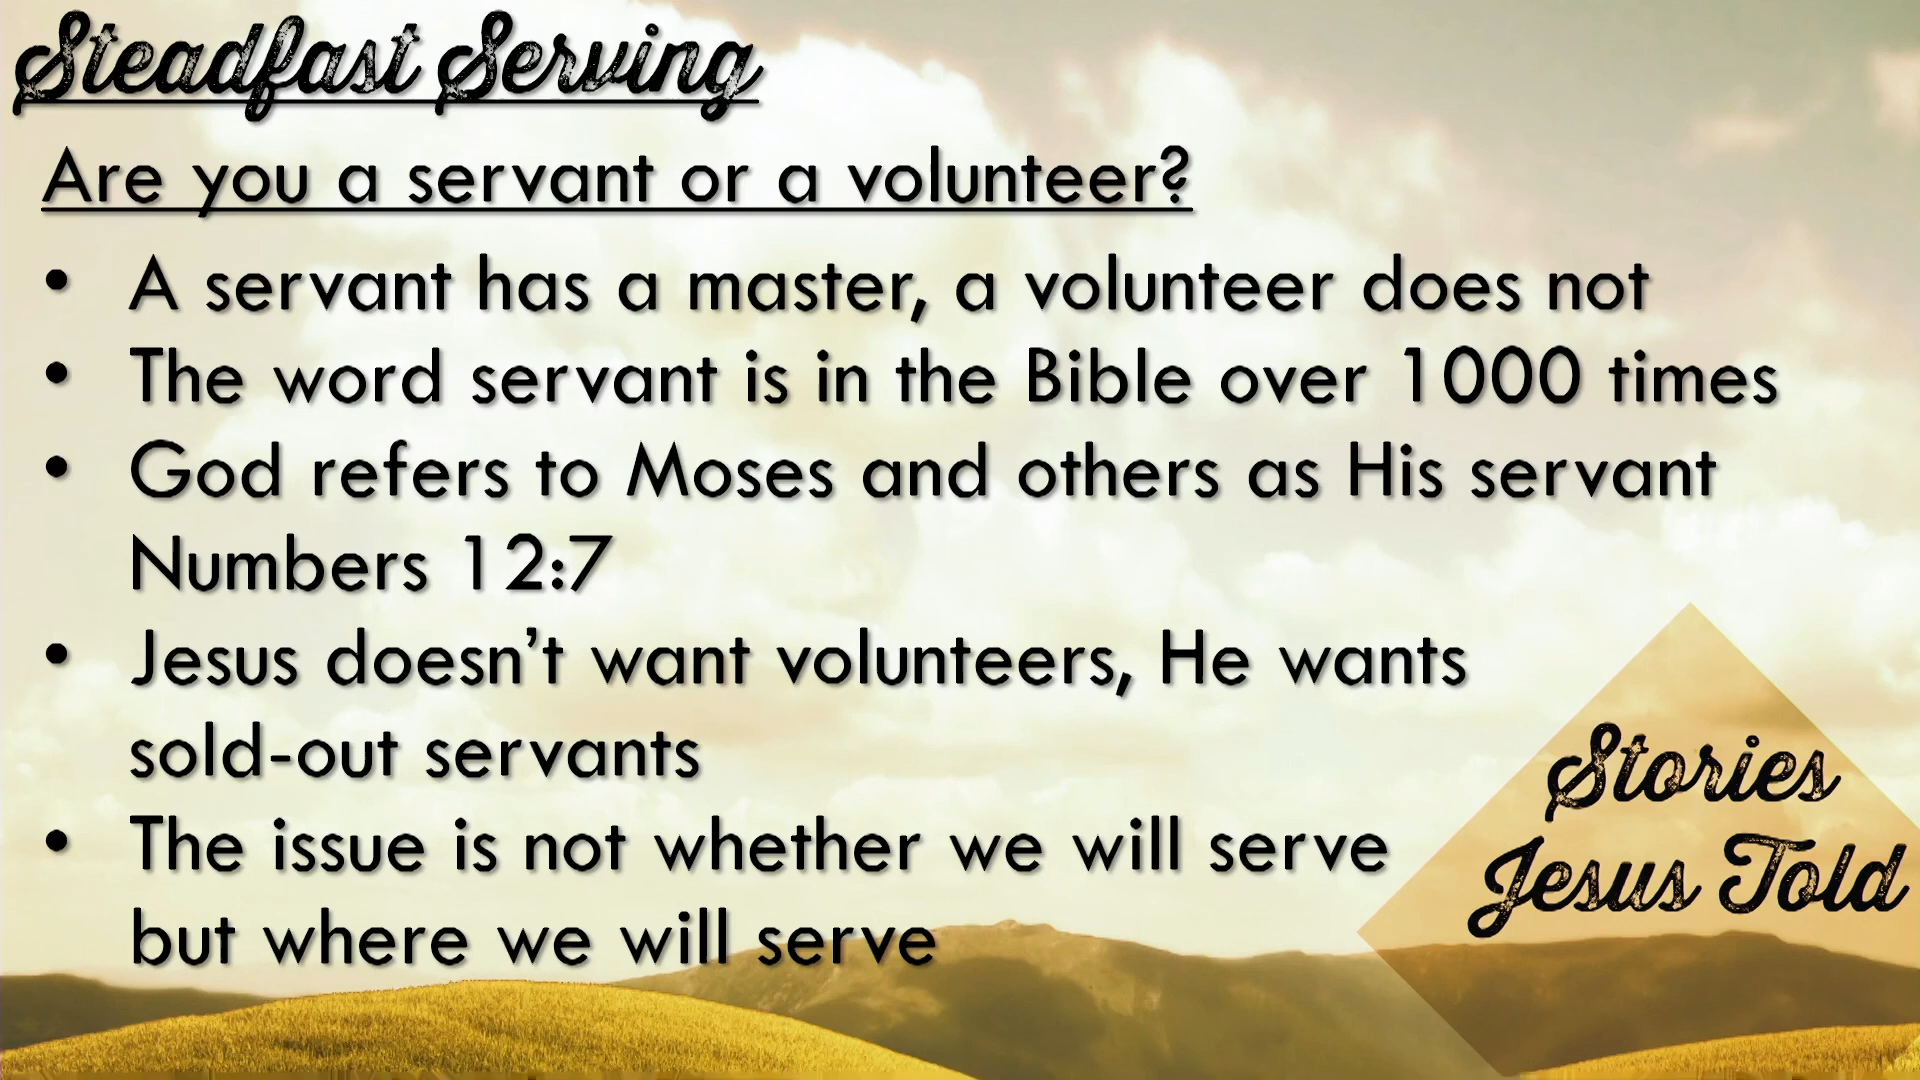 Steadfast Serving
Are you a servant or a volunteer?
• A servant has a master, a volunteer does not
• The word servant is in the Bible over 1000 times
• God refers to Moses and others as His servant
Numbers 12:7
• Jesus doesn’t want volunteers, He wants
sold-out servants
• The issue is not whether we will serve
but where we will serve
Stories
Jesus Told